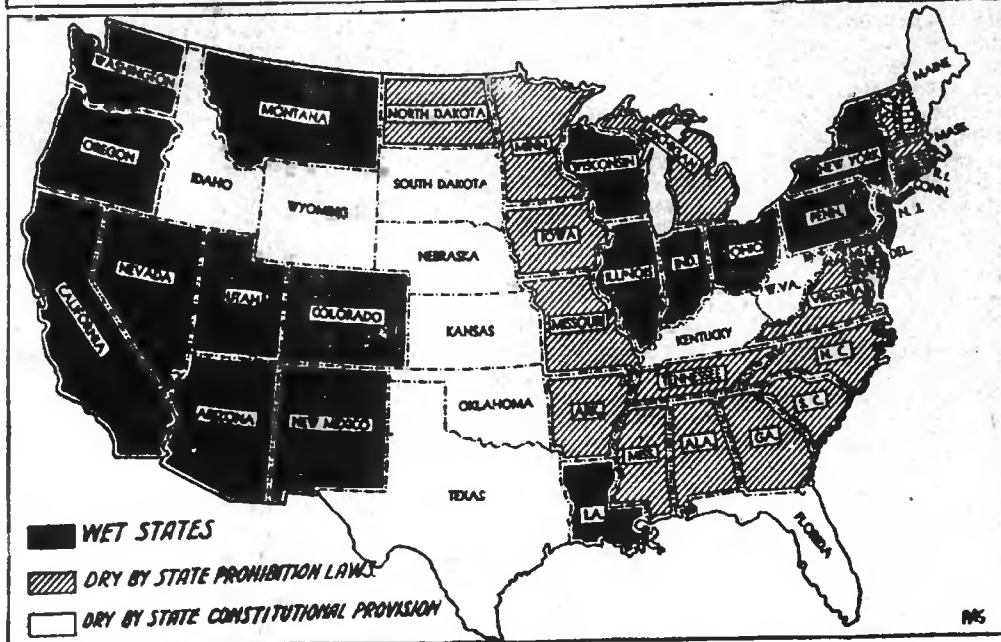 WASHINGTON
MONTANA
NORTH DAKOTA
MINN.
MICHIGAN
MAINE
OREGON
IDAHO
WYOMING
SOUTH DAKOTA
WISCONSIN
NEW YORK
MASS.
R.I.
CONN.
NEVADA
UTAH
COLORADO
NEBRASKA
IOWA
ILLINOIS
IND.
OHIO
PENN.
N. J.
DEL.
CALIFORNIA
KANSAS
MISSOURI
KENTUCKY
W.VA.
VIRGINIA
ARIZONA
NEW MEXICO
OKLAHOMA
ARK.
TENNESSEE
N. C.
S. C.
TEXAS
LA.
MISS.
ALA.
GA.
FLORIDA
WET STATES
DRY BY STATE PROHIBITION LAWS
DRY BY STATE CONSTITUTIONAL PROVISION